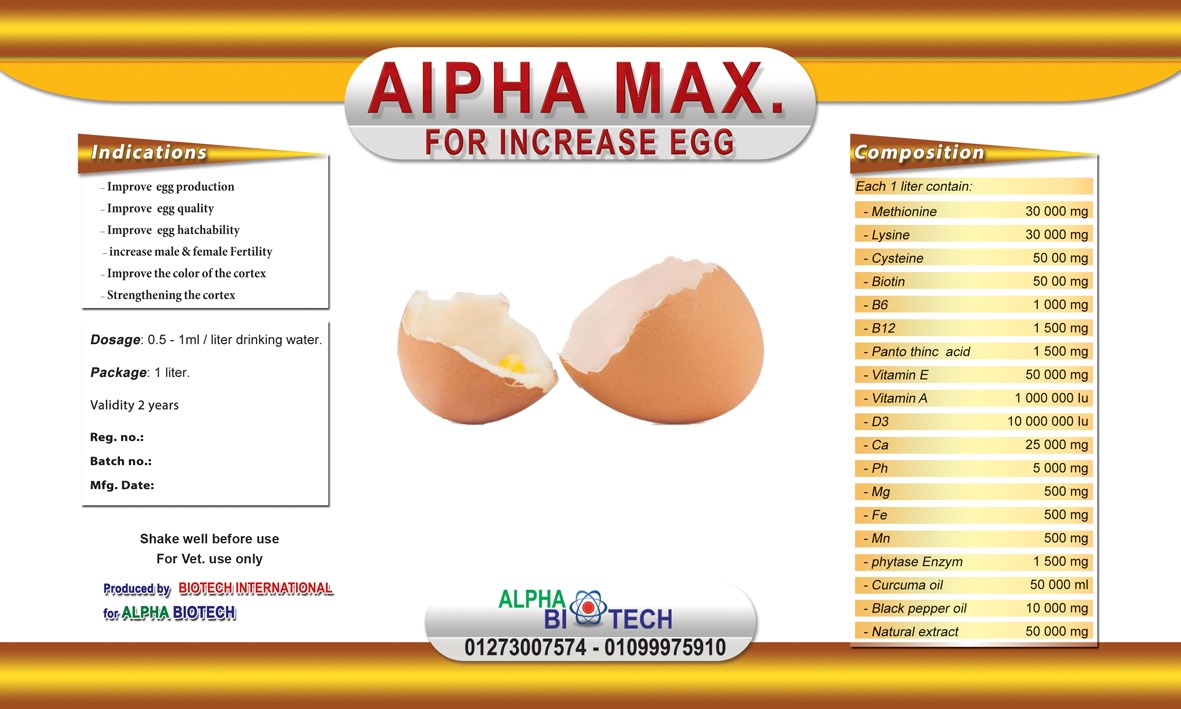 AIPHA MAX.
FOR INCREASE EGG
Indications
- Improve egg production
- Improve egg quality
- Improve egg hatchability
- increase male & female Fertility
- Improve the color of the cortex
- Strengthening the cortex
Dosage: 0.5 - 1ml / liter drinking water.
Package: 1 liter.
Validity 2 years
Reg. no.:
Batch no.:
Mfg. Date:
Shake well before use
For Vet. use only
Produced by BIOTECH INTERNATIONAL
for ALPHA BIOTECH
ALPHA
BIOTECH
01273007574 - 01099975910
Composition
Each 1 liter contain:
- Methionine 30 000 mg
- Lysine 30 000 mg
- Cysteine 50 00 mg
- Biotin 50 00 mg
- B6 1 000 mg
- B12 1 500 mg
- Panto thinc acid 1 500 mg
- Vitamin E 50 000 mg
- Vitamin A 1 000 000 Iu
- D3 10 000 000 Iu
- Ca 25 000 mg
- Ph 5 000 mg
- Mg 500 mg
- Fe 500 mg
- Mn 500 mg
- phytase Enzym 1 500 mg
- Curcuma oil 50 000 ml
- Black pepper oil 10 000 mg
- Natural extract 50 000 mg